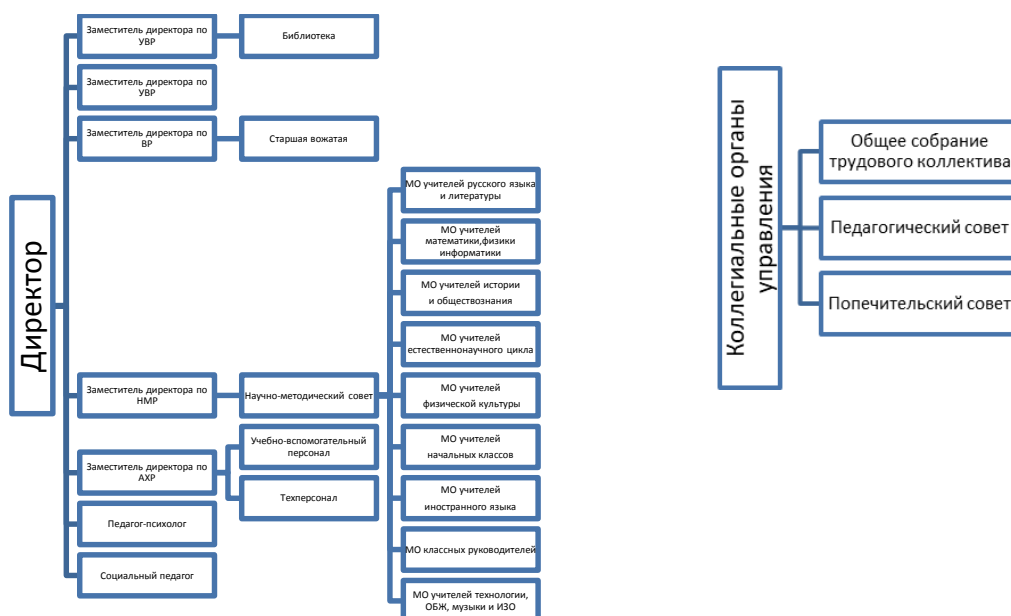 Директор
Заместитель директора по
УВР
Библиотека
Заместитель директора по
УВР
Заместитель директора по
ВР
Старшая вожатая
Заместитель директора по
НМР
Научно-методический совет
МО учителей русского языка
и литературы
МО учителей
математики,физики
информатики
МО учителей истории
и обществознания
МО учителей
естественнонаучного цикла
МО учителей
физической культуры
МО учителей
начальных классов
МО учителей
иностранного языка
МО классных руководителей
МО учителей технологии,
ОБЖ, музыки и ИЗО
Заместитель директора по
АХР
Учебно-вспомогательный
персонал
Техперсонал
Педагог-психолог
Социальный педагог
Коллегиальные органы
управления
Общее собрание
трудового коллектива
Педагогический совет
Попечительский совет